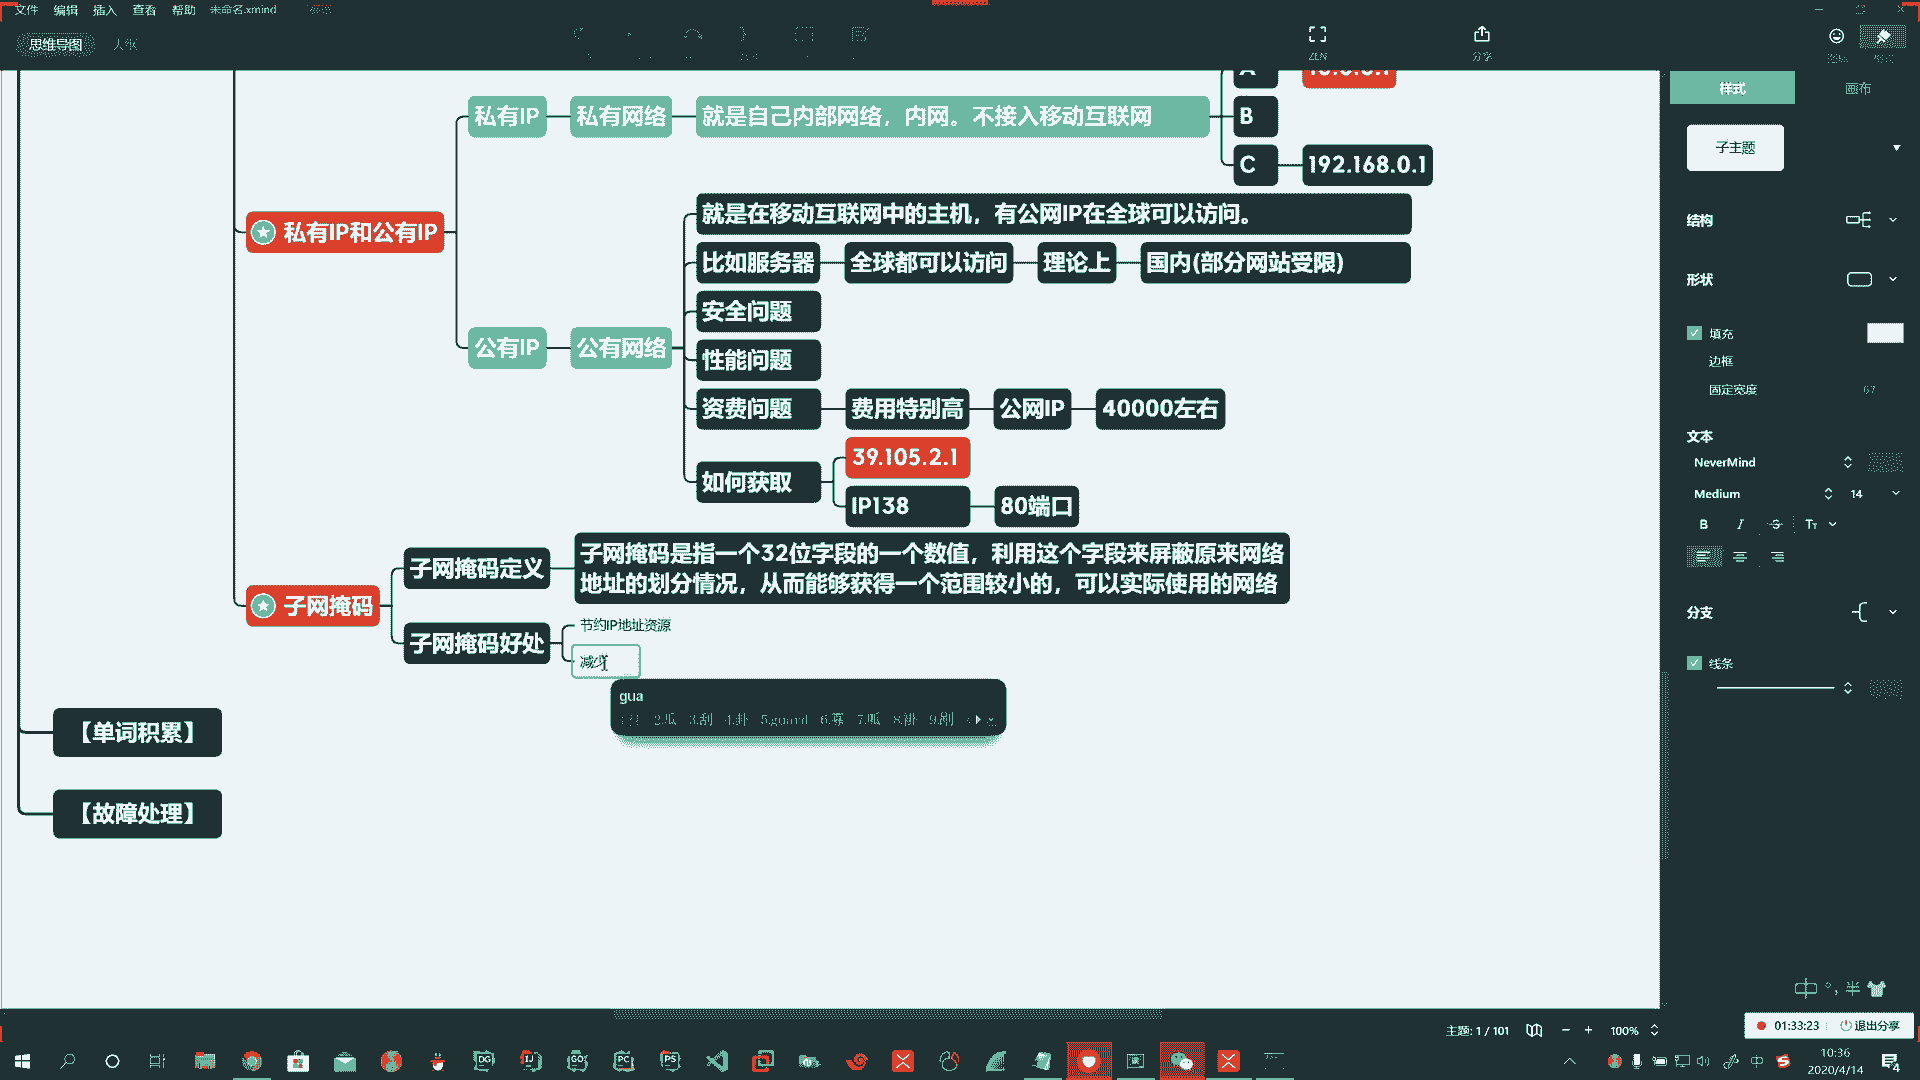 文件 编辑 插入 查看 帮助 未命名.xmind
思维导图 大纲
ZEN 分享
私有IP 私有网络 就是自己内部网络，内网。不接入移动互联网
A
B
C 192.168.0.1
私有IP和公有IP
公有IP 公有网络
就是在移动互联网中的主机，有公网IP在全球可以访问。
比如服务器 全球都可以访问 理论上 国内(部分网站受限)
安全问题
性能问题
资费问题 费用特别高 公网IP 40000左右
如何获取 39.105.2.1
IP138 80端口
子网掩码
子网掩码定义 子网掩码是指一个32位字段的一个数值，利用这个字段来屏蔽原来网络
地址的划分情况，从而能够获得一个范围较小的，可以实际使用的网络
子网掩码好处 节约IP地址资源
减少
gua
2.瓜 3.刮 4.卦 5.guard 6.寡 7.呱 8.褂 9.剐
【单词积累】
【故障处理】
样式 画布
子主题
结构
形状
填充
边框
固定宽度 67
文本
NeverMind
Medium 14
B I S Tт
分支
线条
中 °, 半
主题: 1 / 101 100%
01:33:23 退出分享
DG IJ GO PC PS
中
10:36
2020/4/14
4